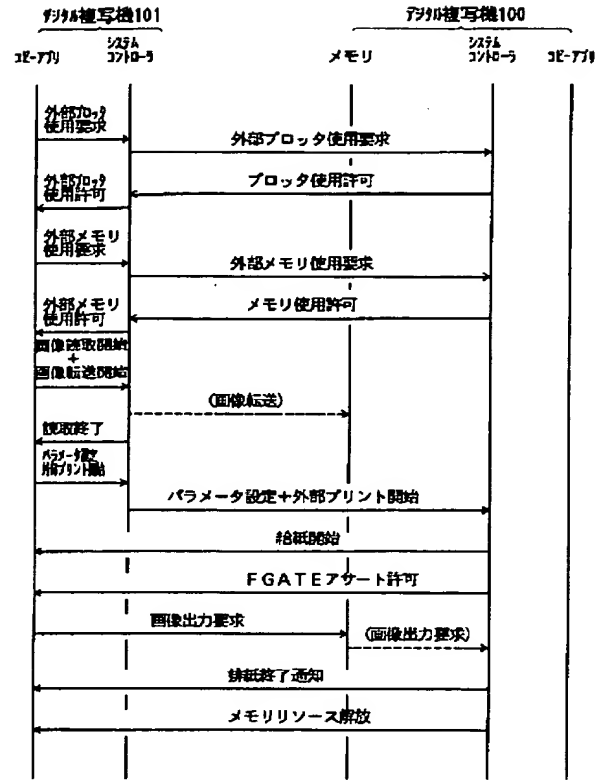 デジタル複写機101
デジタル複写機100
コピーアプリ
システム
コントローラ
メモリ
システム
コントローラ
コピーアプリ
外部プロッタ
使用要求
外部プロッタ使用要求
外部プロッタ
使用許可
プロッタ使用許可
外部メモリ
使用要求
外部メモリ使用要求
外部メモリ
使用許可
メモリ使用許可
画像読取開始
+
画像転送開始
(画像転送)
読取終了
パラメータ設定
外部プリント開始
パラメータ設定+外部プリント開始
給紙開始
FGATEアサート許可
画像出力要求
(画像出力要求)
排紙終了通知
メモリリソース解放